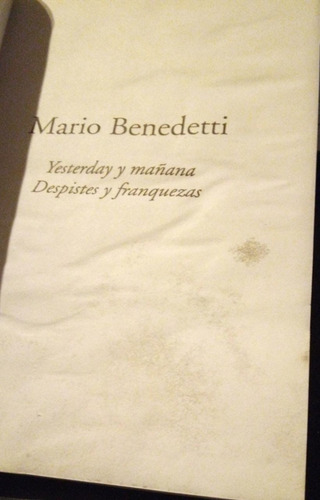 Mario Benedetti
Yesterday y mañana
Despistes y franquezas